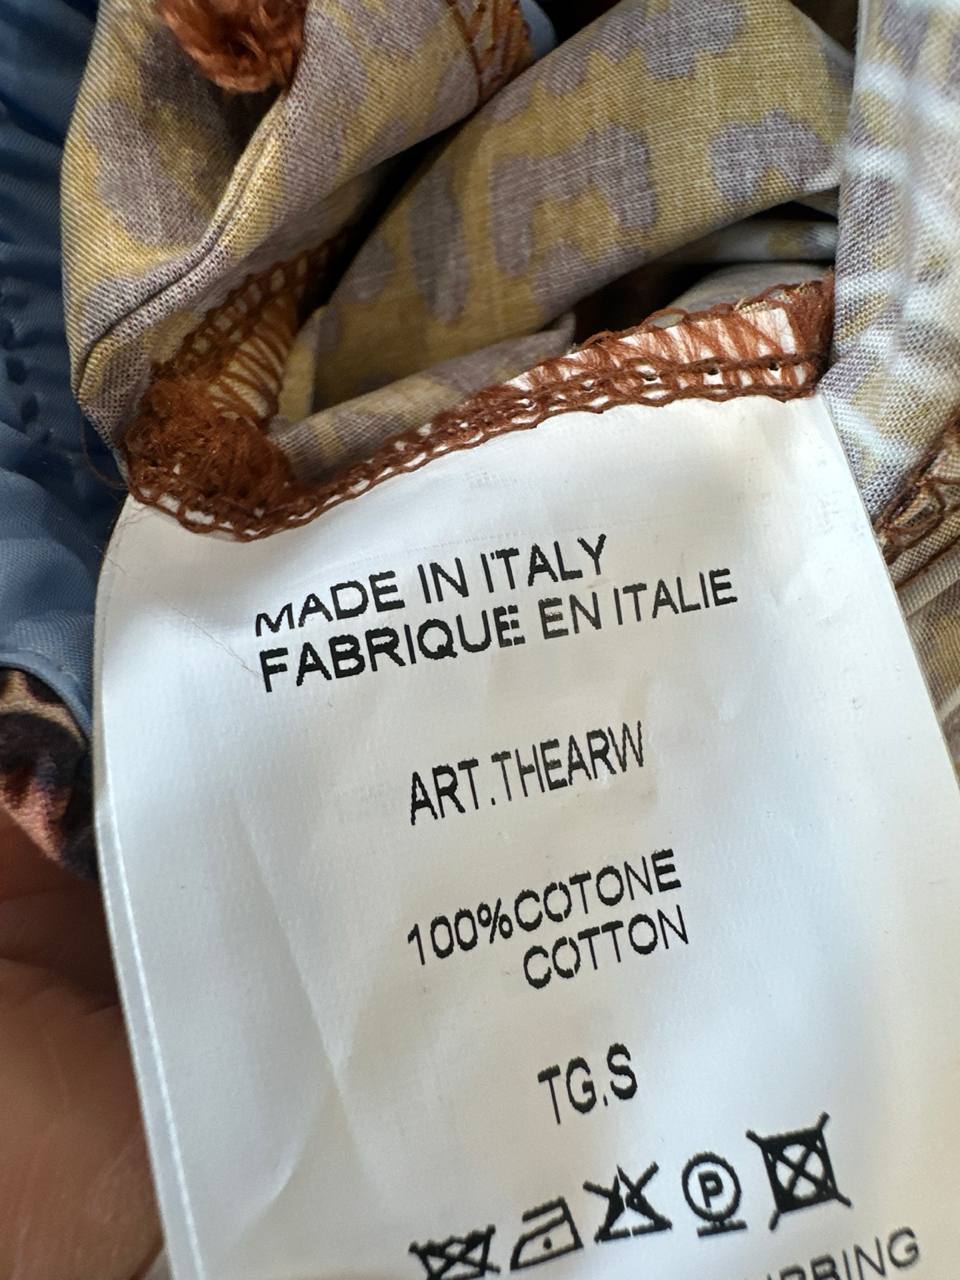 MADE IN ITALY
FABRIQUE EN ITALIE
ART.THEARW
100%COTONE
COTTON
TG.S
P